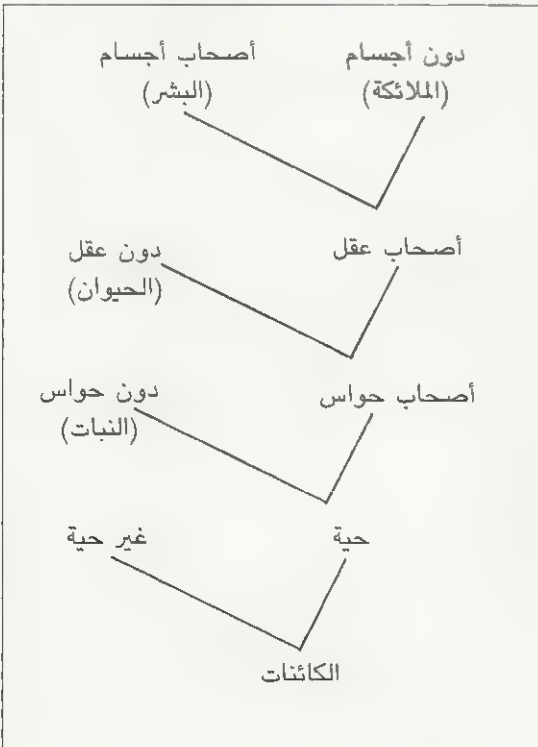 دون أجسام
(الملائكة)
أصحاب أجسام
(البشر)
أصحاب عقل
دون عقل
(الحيوان)
أصحاب حواس
دون حواس
(النبات)
حية
غير حية
الكائنات